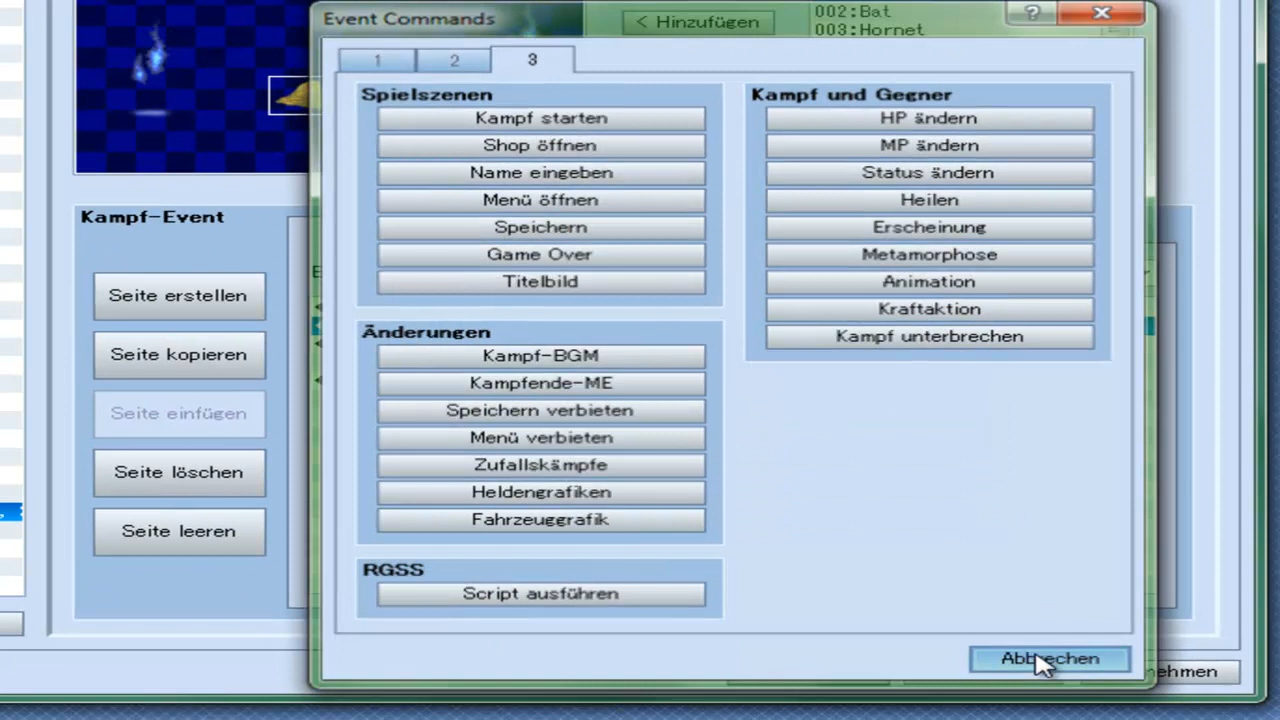 Event Commands
< Hinzufügen
002:Bat
003:Hornet
1
2
3
Spielszenen
Kampf starten
Shop öffnen
Name eingeben
Menü öffnen
Speichern
Game Over
Titelbild
Änderungen
Kampf-BGM
Kampfende-ME
Speichern verbieten
Menü verbieten
Zufallskämpfe
Heldengrafiken
Fahrzeuggrafik
RGSS
Script ausführen
Kampf und Gegner
HP ändern
MP ändern
Status ändern
Heilen
Erscheinung
Metamorphose
Animation
Kraftaktion
Kampf unterbrechen
Abbrechen
Kampf-Event
Seite erstellen
Seite kopieren
Seite einfügen
Seite löschen
Seite leeren
ehmen